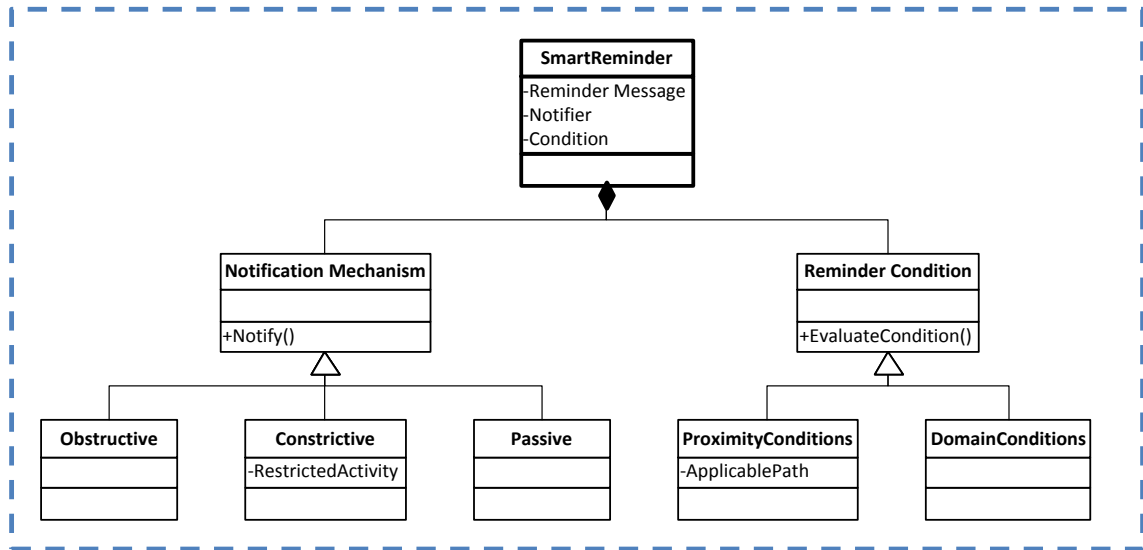 SmartReminder
-Reminder Message
-Notifier
-Condition
Notification Mechanism
+Notify()
Reminder Condition
+EvaluateCondition()
Obstructive
Constrictive
-RestrictedActivity
Passive
ProximityConditions
-ApplicablePath
DomainConditions